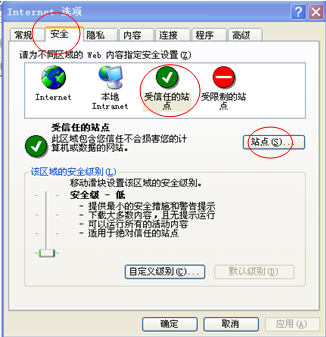 Internet 选项
常规 安全 隐私 内容 连接 程序 高级
请为不同区域的 Web 内容指定安全设置(Z)
Internet 本地 Intranet 受信任的站点 受限制的站点
受信任的站点
此区域包含您信任不会损害您的计
算机或数据的网站。
站点(S)...
该区域的安全级别(L)
移动滑块设置该区域的安全级别。
安全级 - 低
- 提供最小的安全措施和警告提示
- 下载大多数内容，且无提示运行
- 可以运行所有的活动内容
- 适用于绝对信任的站点
自定义级别(C)... 默认级别(D)
确定 取消 应用(A)